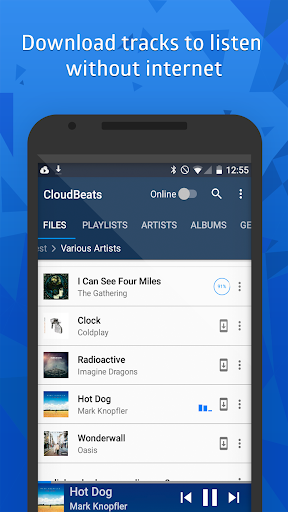 Download tracks to listen
without internet
12:55
CloudBeats
Online
FILES PLAYLISTS ARTISTS ALBUMS GE
est > Various Artists
I Can See Four Miles
The Gathering
91%
Clock
Coldplay
Radioactive
Imagine Dragons
Hot Dog
Mark Knopfler
Wonderwall
Oasis
Hot Dog
Mark Knopfler